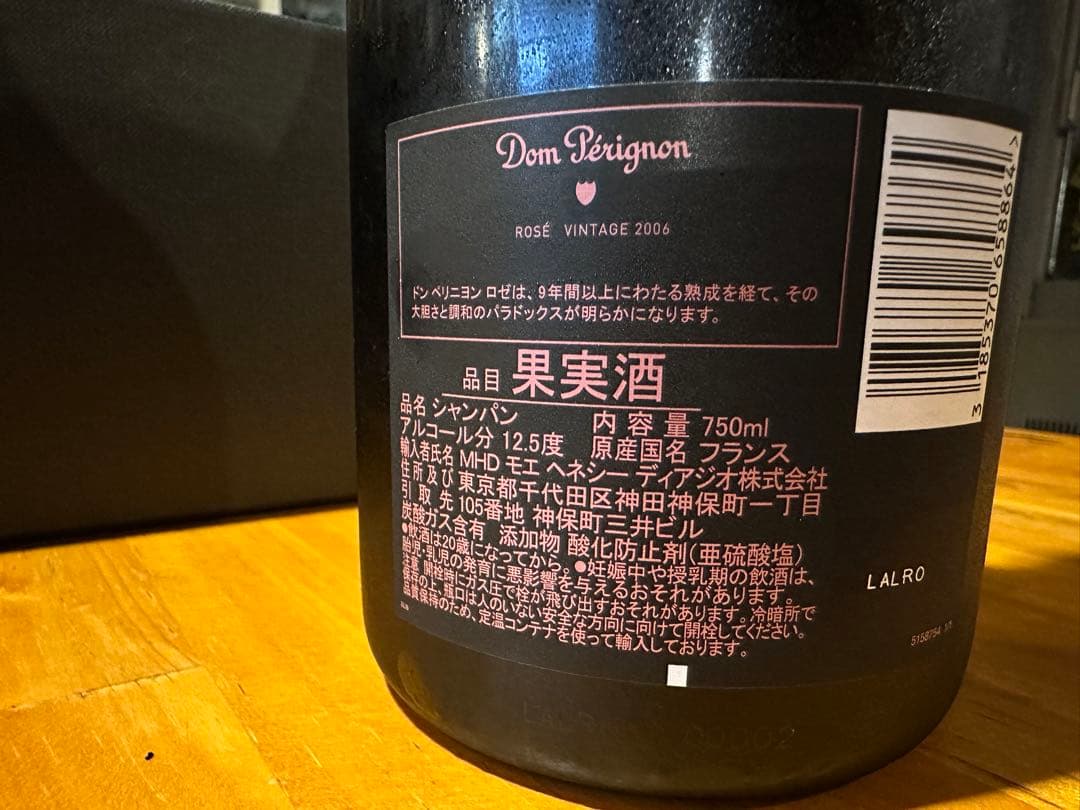 Dom Pérignon
ROSÉ VINTAGE 2006
ドン ペリニヨン ロゼは、9年間以上にわたる熟成を経て、その
大胆さと調和のパラドックスが明らかになります。
品目 果実酒
品名 シャンパン 内容量 750ml
アルコール分 12.5度 原産国名 フランス
輸入者氏名 MHD モエ ヘネシー ディアジオ株式会社
住所及び 東京都千代田区神田神保町一丁目
引取先 105番地 神保町三井ビル
炭酸ガス含有 添加物 酸化防止剤(亜硫酸塩)
●飲酒は20歳になってから。●妊娠中や授乳期の飲酒は、
胎児・乳児の発育に悪影響を与えるおそれがあります。
注意 開栓時にガス圧で栓が飛び出すおそれがあります。冷暗所で
保存の上、瓶口は人のいない安全な方向に向けて開栓してください。
品質保持のため、定温コンテナを使って輸入しております。
3 185370 658864 >
LALRO
5158754